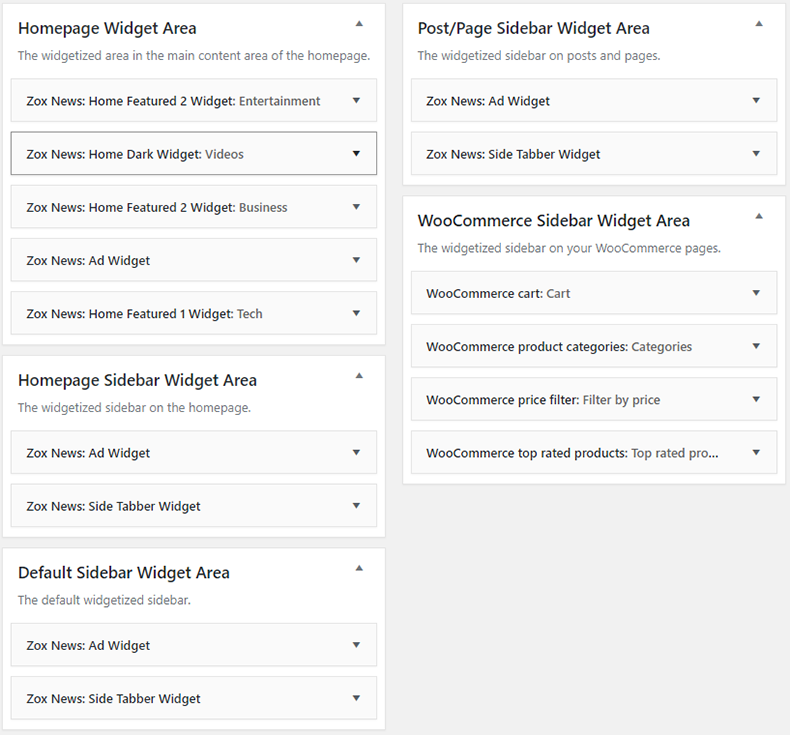 Homepage Widget Area
The widgetized area in the main content area of the homepage.
Zox News: Home Featured 2 Widget: Entertainment
Zox News: Home Dark Widget: Videos
Zox News: Home Featured 2 Widget: Business
Zox News: Ad Widget
Zox News: Home Featured 1 Widget: Tech
Homepage Sidebar Widget Area
The widgetized sidebar on the homepage.
Zox News: Ad Widget
Zox News: Side Tabber Widget
Default Sidebar Widget Area
The default widgetized sidebar.
Zox News: Ad Widget
Zox News: Side Tabber Widget
Post/Page Sidebar Widget Area
The widgetized sidebar on posts and pages.
Zox News: Ad Widget
Zox News: Side Tabber Widget
WooCommerce Sidebar Widget Area
The widgetized sidebar on your WooCommerce pages.
WooCommerce cart: Cart
WooCommerce product categories: Categories
WooCommerce price filter: Filter by price
WooCommerce top rated products: Top rated pro...